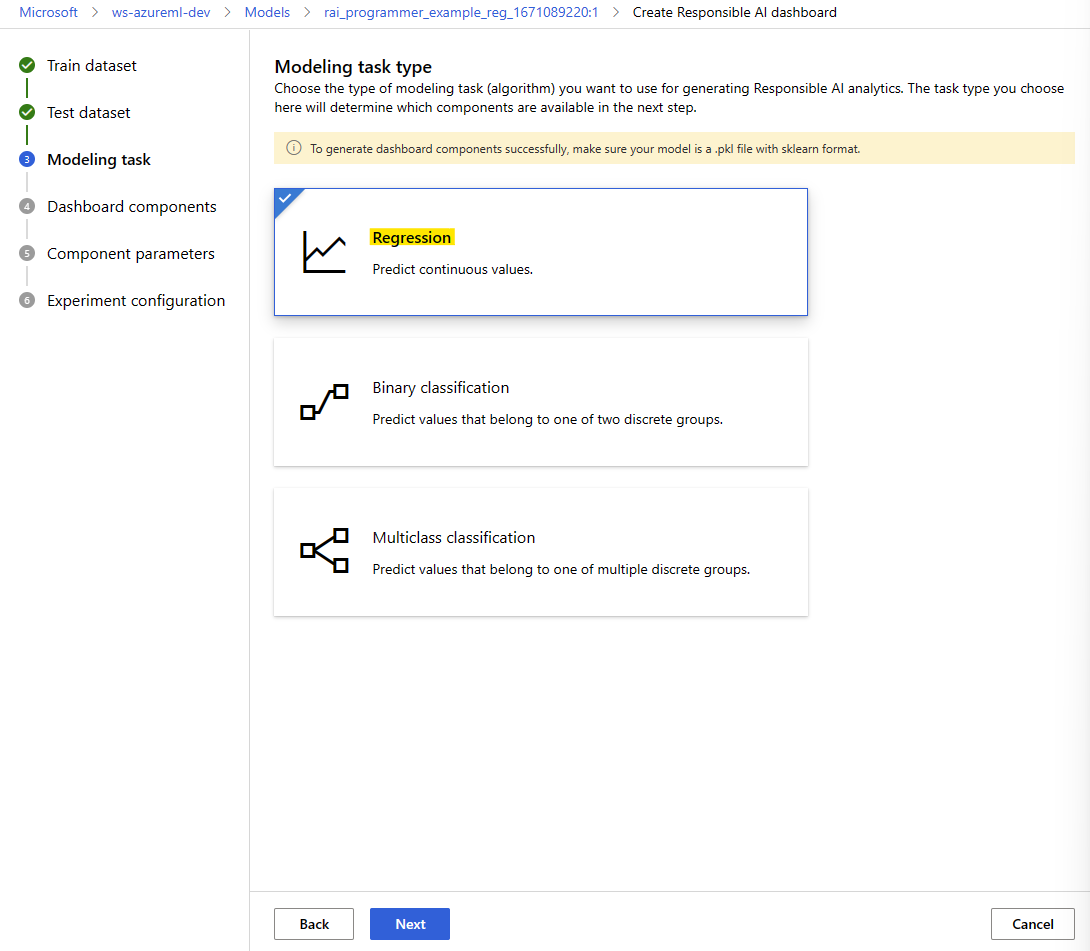 Microsoft > ws-azureml-dev > Models > rai_programmer_example_reg_1671089220:1 > Create Responsible AI dashboard
Train dataset
Test dataset
3 Modeling task
4 Dashboard components
5 Component parameters
6 Experiment configuration
Modeling task type
Choose the type of modeling task (algorithm) you want to use for generating Responsible AI analytics. The task type you choose
here will determine which components are available in the next step.
To generate dashboard components successfully, make sure your model is a .pkl file with sklearn format.
Regression
Predict continuous values.
Binary classification
Predict values that belong to one of two discrete groups.
Multiclass classification
Predict values that belong to one of multiple discrete groups.
Back Next Cancel